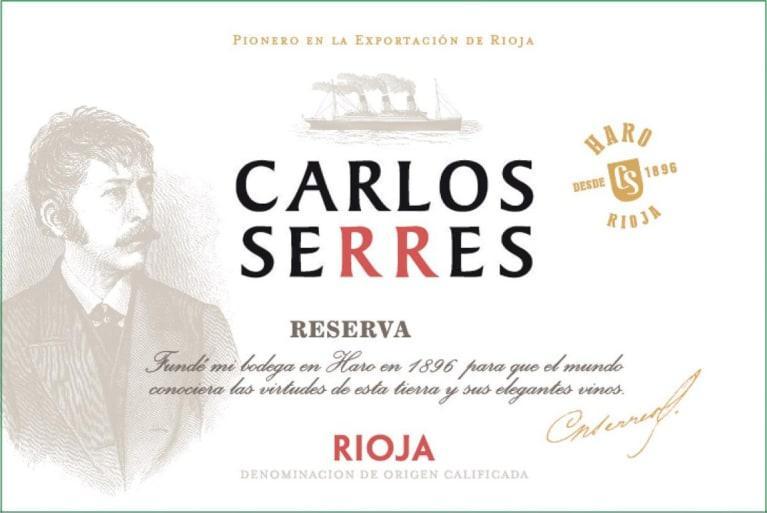 PIONERO EN LA EXPORTACIÓN DE RIOJA
CARLOS
SERRES
HARO
DESDE CS 1896
RIOJA
RESERVA
Fundé mi bodega en Haro en 1896 para que el mundo
conociera las virtudes de esta tierra y sus elegantes vinos.
RIOJA
DENOMINACION DE ORIGEN CALIFICADA